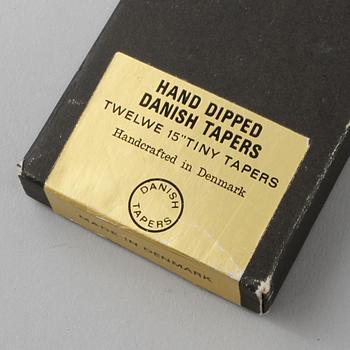 HAND DIPPED
DANISH TAPERS
TWELWE 15" TINY TAPERS
Handcrafted in Denmark
DANISH
TAPERS
MADE IN DENMARK